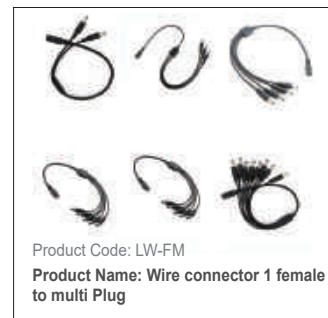 Product Code: LW-FM
Product Name: Wire connector 1 female
to multi Plug